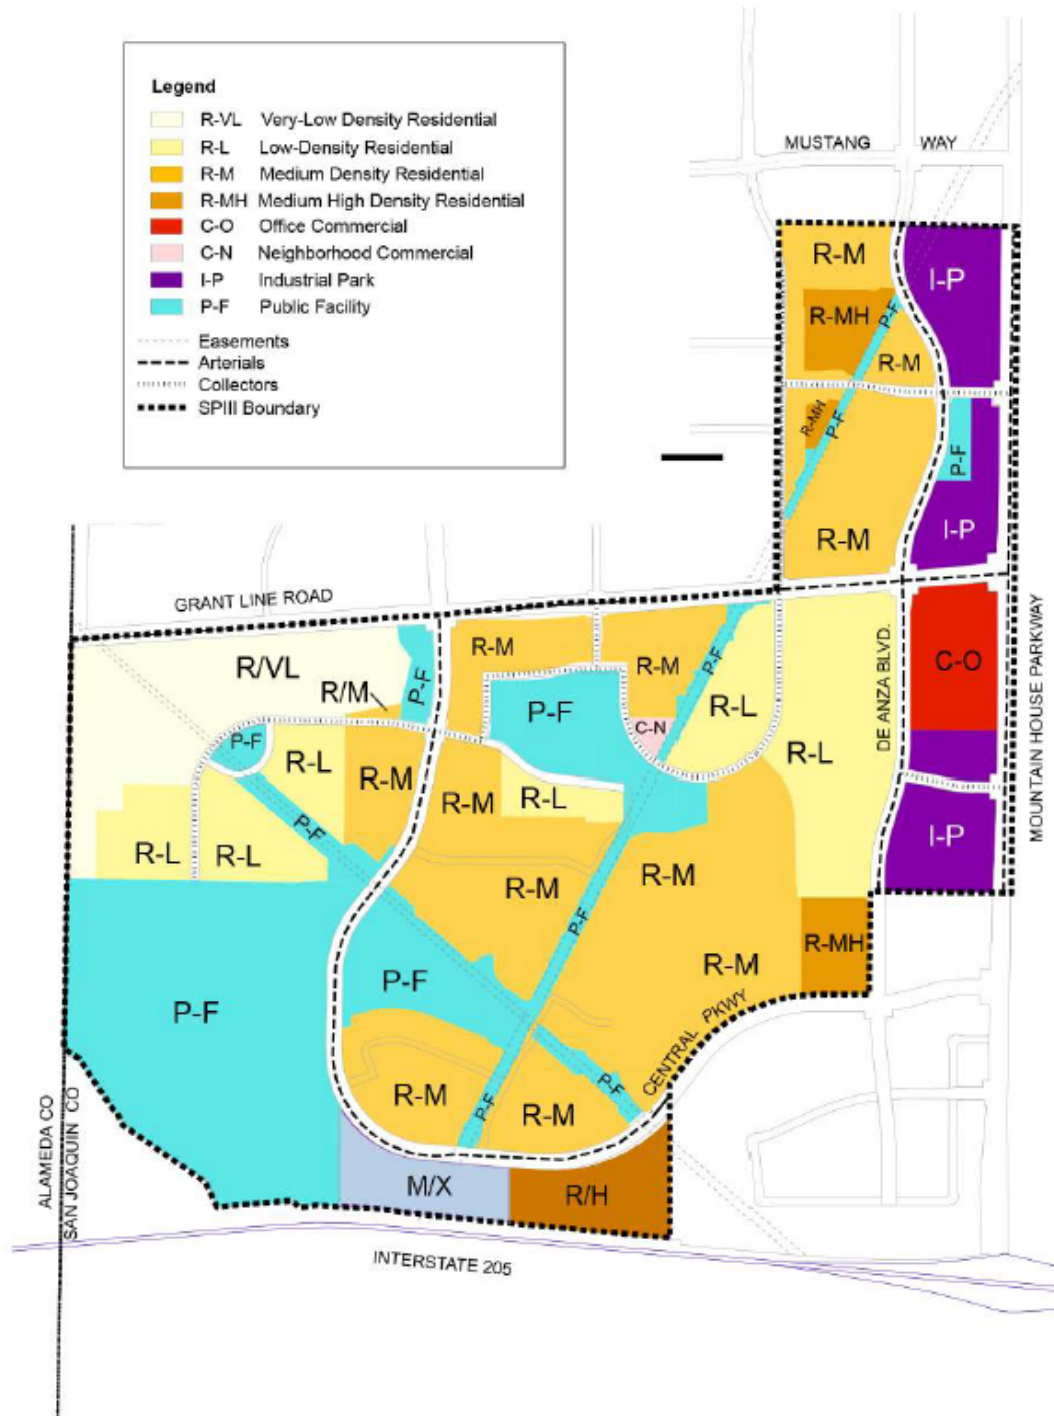 Legend
R-VL Very-Low Density Residential
R-L Low-Density Residential
R-M Medium Density Residential
R-MH Medium High Density Residential
C-O Office Commercial
C-N Neighborhood Commercial
I-P Industrial Park
P-F Public Facility
Easements
Arterials
Collectors
SPIII Boundary
MUSTANG WAY
R-M
I-P
P-F
R-MH
R-M
R-MH
P-F
P-F
I-P
R-M
GRANT LINE ROAD
R/VL
R/M
P-F
R-M
R-M
P-F
P-F
C-N
R-L
R-L
DE ANZA BLVD.
C-O
MOUNTAIN HOUSE PARKWAY
P-F
R-L
R-M
R-M
R-L
P-F
I-P
R-L
R-L
R-M
R-M
P-F
R-MH
R-M
P-F
P-F
CENTRAL PKWY
R-M
P-F
R-M
P-F
M/X
R/H
ALAMEDA CO
SAN JOAQUIN CO
INTERSTATE 205